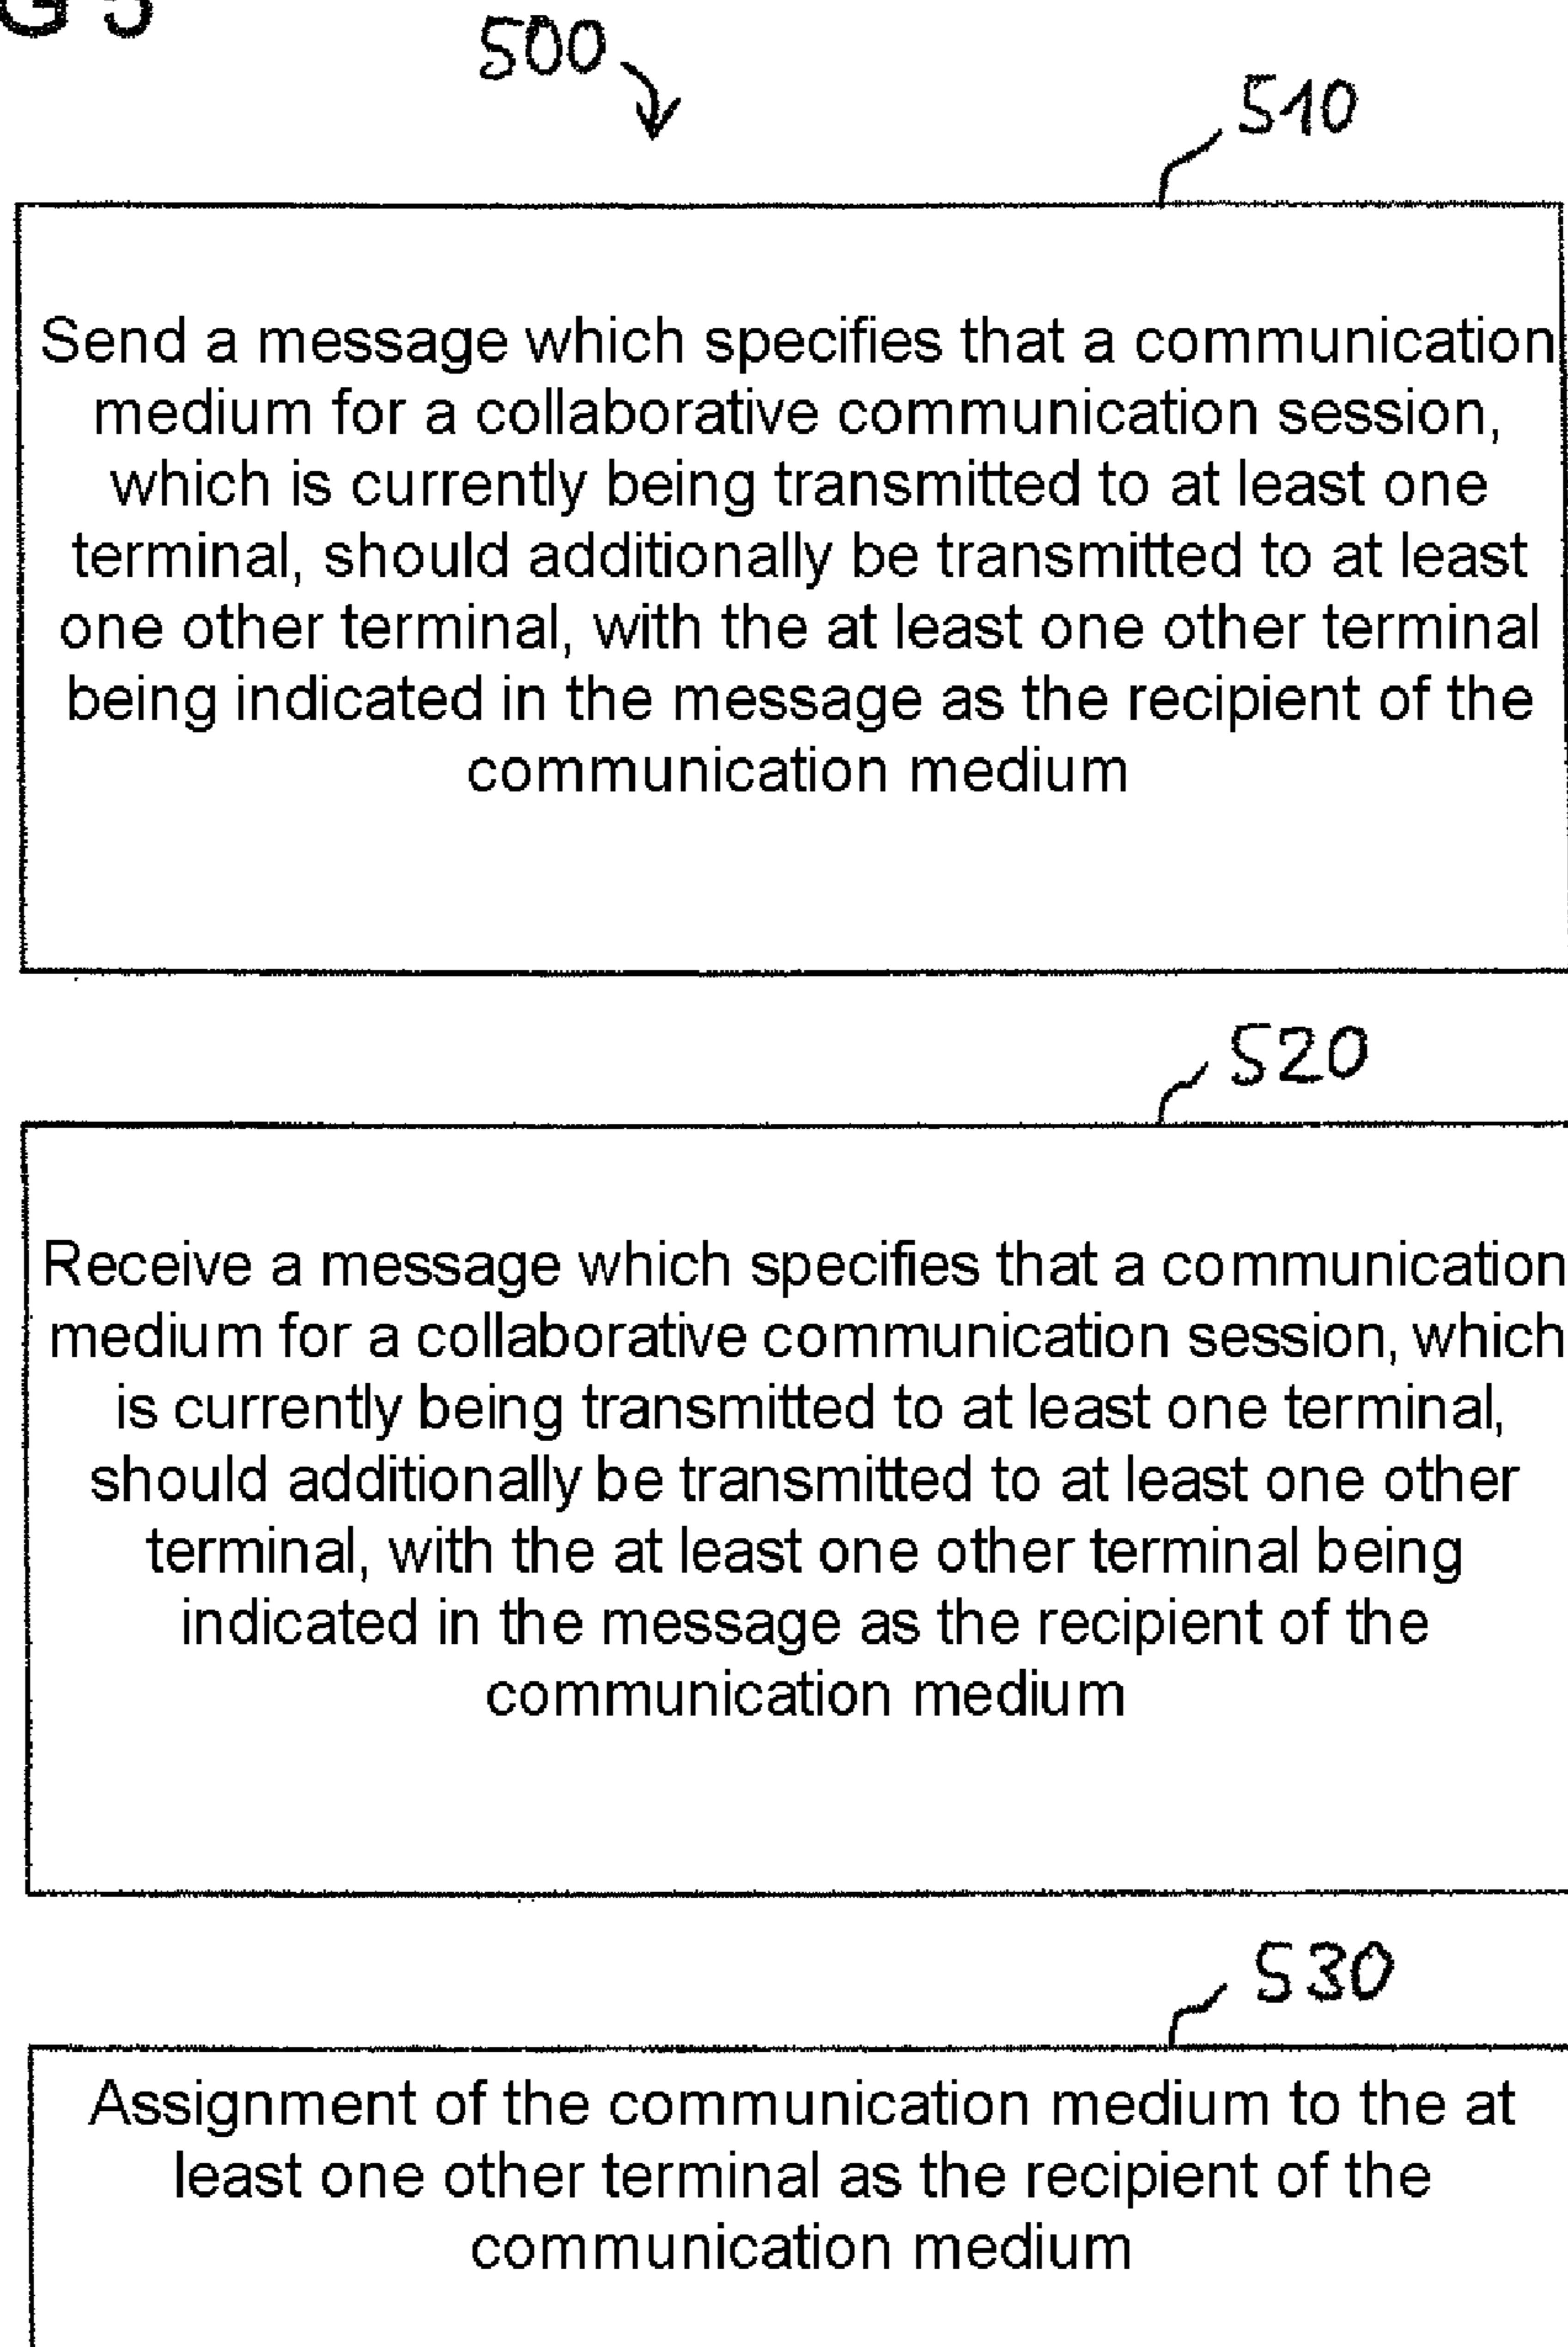 G 5
500
510
Send a message which specifies that a communication
medium for a collaborative communication session,
which is currently being transmitted to at least one
terminal, should additionally be transmitted to at least
one other terminal, with the at least one other terminal
being indicated in the message as the recipient of the
communication medium
520
Receive a message which specifies that a communication
medium for a collaborative communication session, which
is currently being transmitted to at least one terminal,
should additionally be transmitted to at least one other
terminal, with the at least one other terminal being
indicated in the message as the recipient of the
communication medium
530
Assignment of the communication medium to the at
least one other terminal as the recipient of the
communication medium